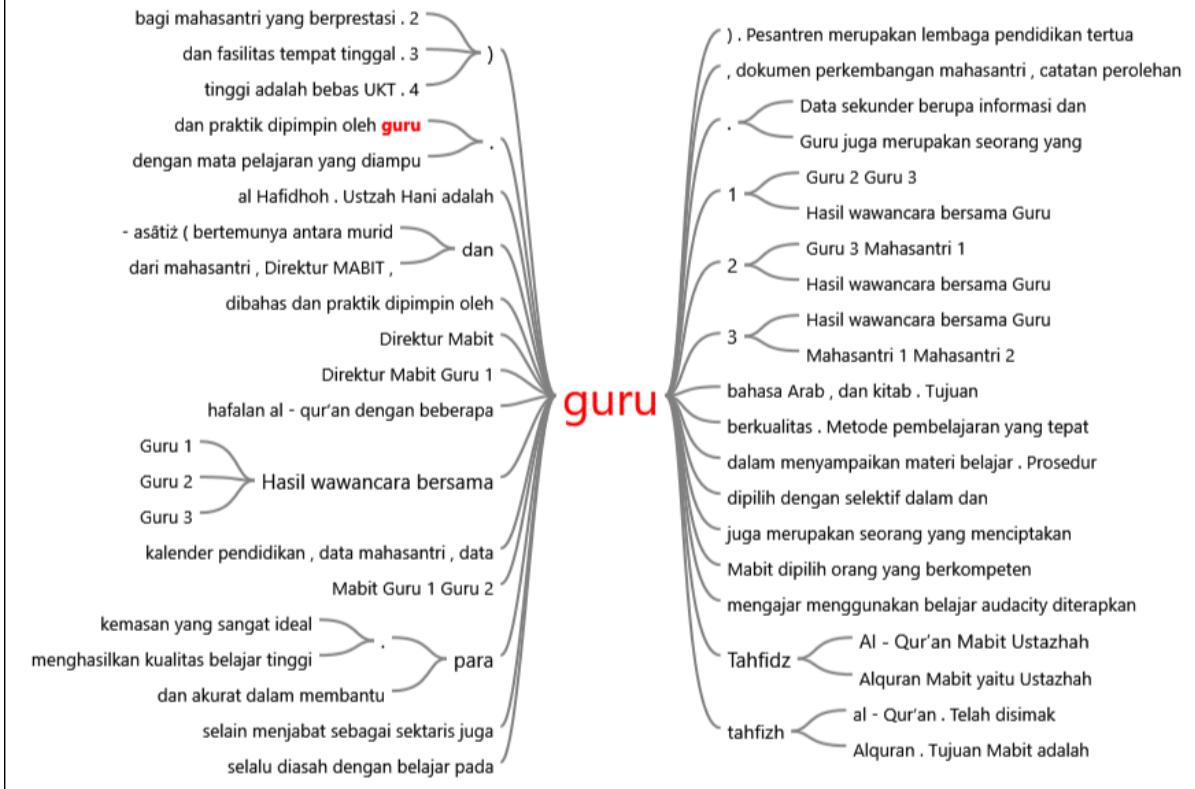 bagi mahasantri yang berprestasi . 2
dan fasilitas tempat tinggal . 3
tinggi adalah bebas UKT . 4
)
dan praktik dipimpin oleh guru
dengan mata pelajaran yang diampu
.
al Hafidhoh . Ustzah Hani adalah
- asātiż ( bertemunya antara murid
dari mahasantri , Direktur MABIT ,
dan
dibahas dan praktik dipimpin oleh
Direktur Mabit
Direktur Mabit Guru 1
hafalan al - qur'an dengan beberapa
Guru 1
Guru 2
Guru 3
Hasil wawancara bersama
kalender pendidikan , data mahasantri , data
Mabit Guru 1 Guru 2
kemasan yang sangat ideal
menghasilkan kualitas belajar tinggi
.
dan akurat dalam membantu
para
selain menjabat sebagai sektaris juga
selalu diasah dengan belajar pada
guru
) . Pesantren merupakan lembaga pendidikan tertua
, dokumen perkembangan mahasantri , catatan perolehan
.
Data sekunder berupa informasi dan
Guru juga merupakan seorang yang
1
Guru 2 Guru 3
Hasil wawancara bersama Guru
2
Guru 3 Mahasantri 1
Hasil wawancara bersama Guru
3
Hasil wawancara bersama Guru
Mahasantri 1 Mahasantri 2
bahasa Arab , dan kitab . Tujuan
berkualitas . Metode pembelajaran yang tepat
dalam menyampaikan materi belajar . Prosedur
dipilih dengan selektif dalam dan
juga merupakan seorang yang menciptakan
Mabit dipilih orang yang berkompeten
mengajar menggunakan belajar audacity diterapkan
Tahfidz
Al - Qur'an Mabit Ustazhah
Alquran Mabit yaitu Ustazhah
tahfizh
al - Qur'an . Telah disimak
Alquran . Tujuan Mabit adalah